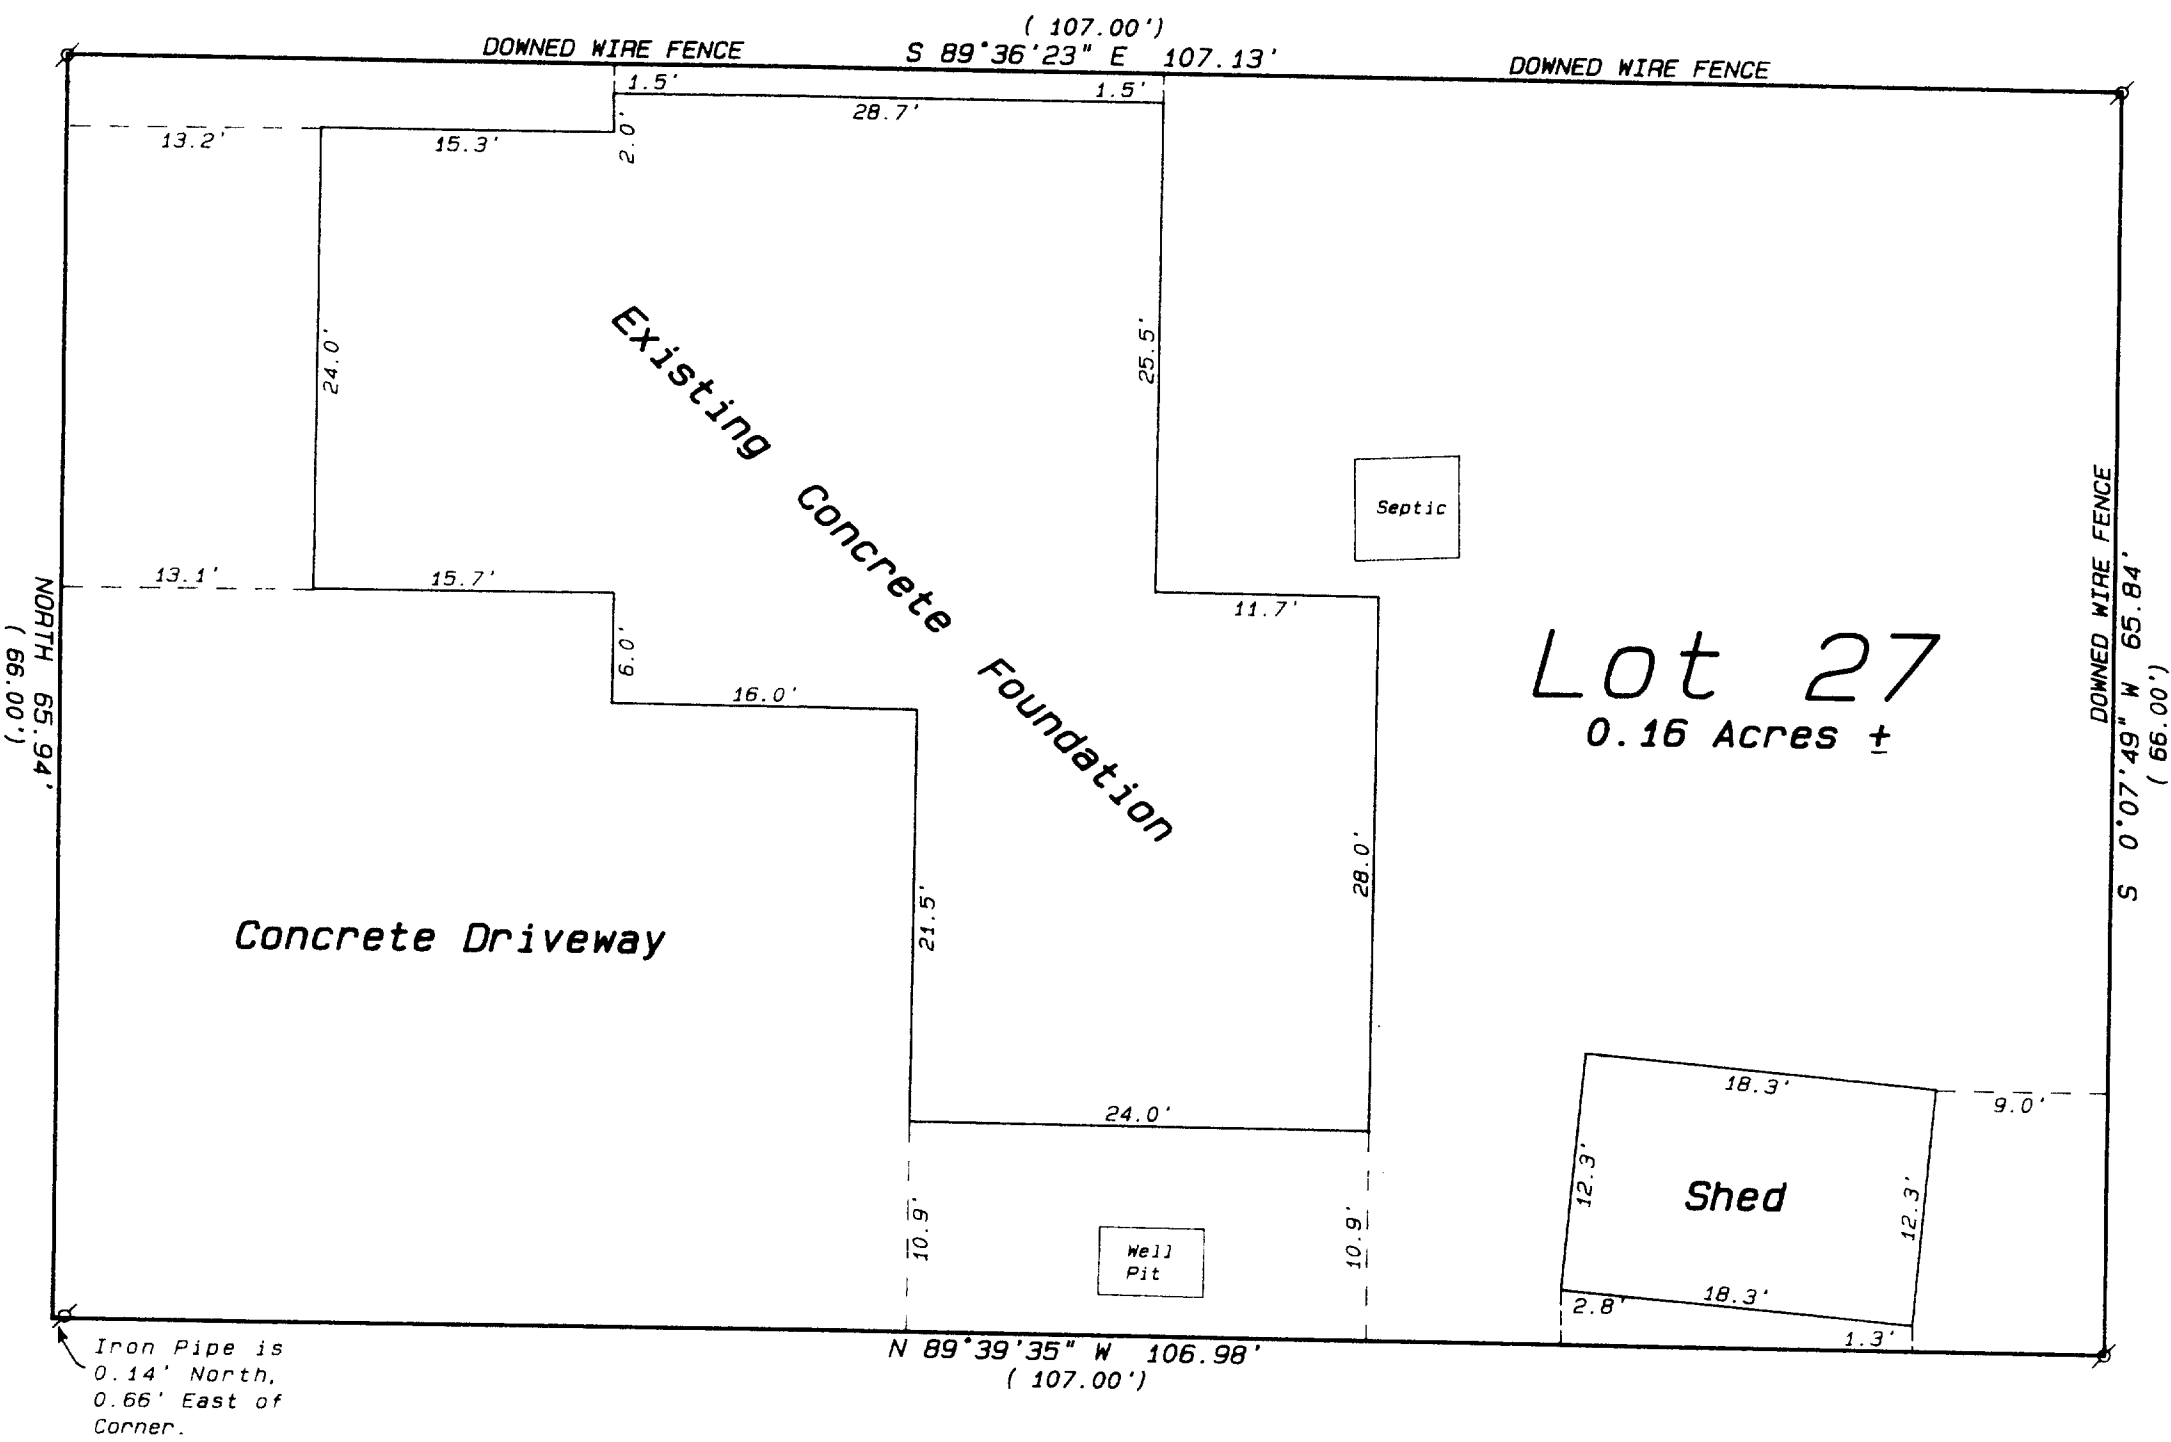 ( 107.00')
DOWNED WIRE FENCE
S 89°36'23" E 107.13'
DOWNED WIRE FENCE
1.5'
1.5'
28.7'
13.2'
15.3'
2.0'
24.0'
25.5'
Existing Concrete Foundation
Septic
13.1'
15.7'
11.7'
6.0'
16.0'
NORTH 65.94'
( 66.00')
Lot 27
0.16 Acres ±
DOWNED WIRE FENCE
S 0°07'49" W 65.84'
( 66.00')
28.0'
21.5'
Concrete Driveway
24.0'
18.3'
9.0'
12.3'
Shed
12.3'
10.9'
10.9'
Well
Pit
18.3'
2.8'
1.3'
N 89°39'35" W 106.98'
( 107.00')
Iron Pipe is
0.14' North,
0.66' East of
Corner.